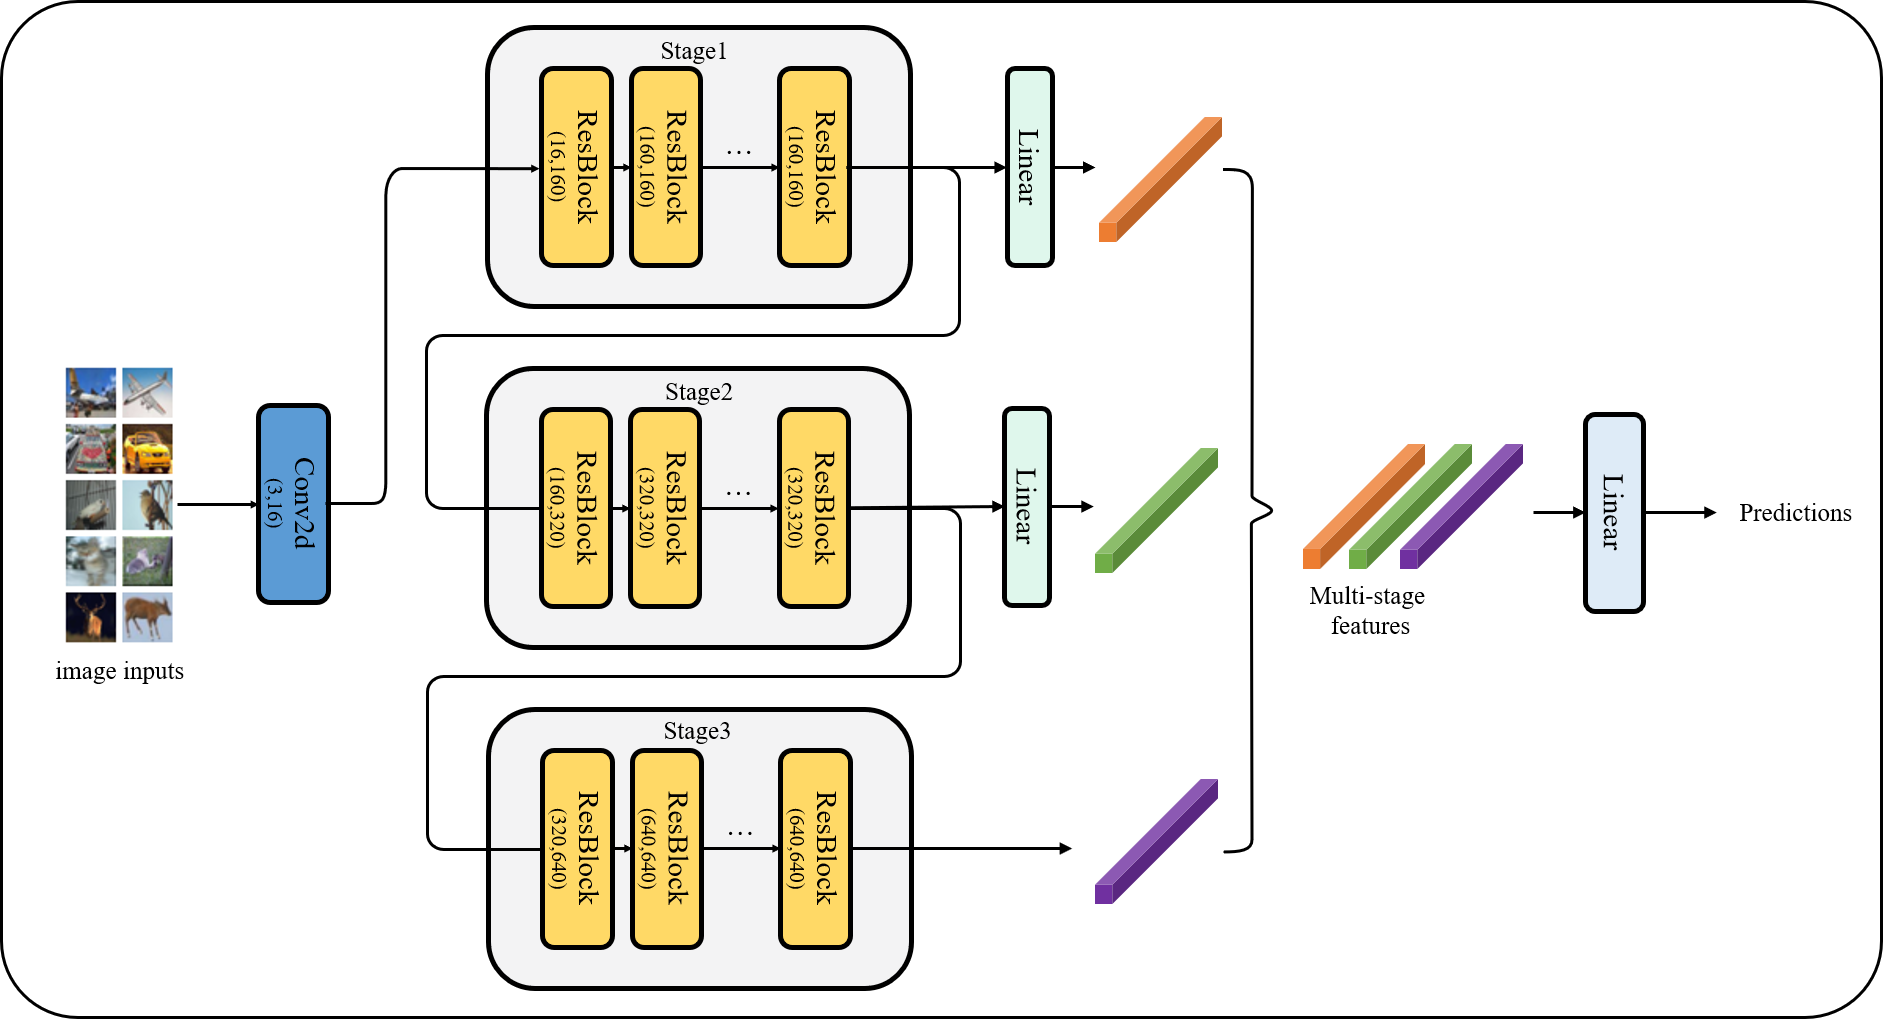 image inputs
Conv2d
(3,16)
Stage1
ResBlock
(16,160)
ResBlock
(160,160)
...
ResBlock
(160,160)
Linear
Stage2
ResBlock
(160,320)
ResBlock
(320,320)
...
ResBlock
(320,320)
Linear
Stage3
ResBlock
(320,640)
ResBlock
(640,640)
...
ResBlock
(640,640)
Multi-stage
features
Linear
Predictions